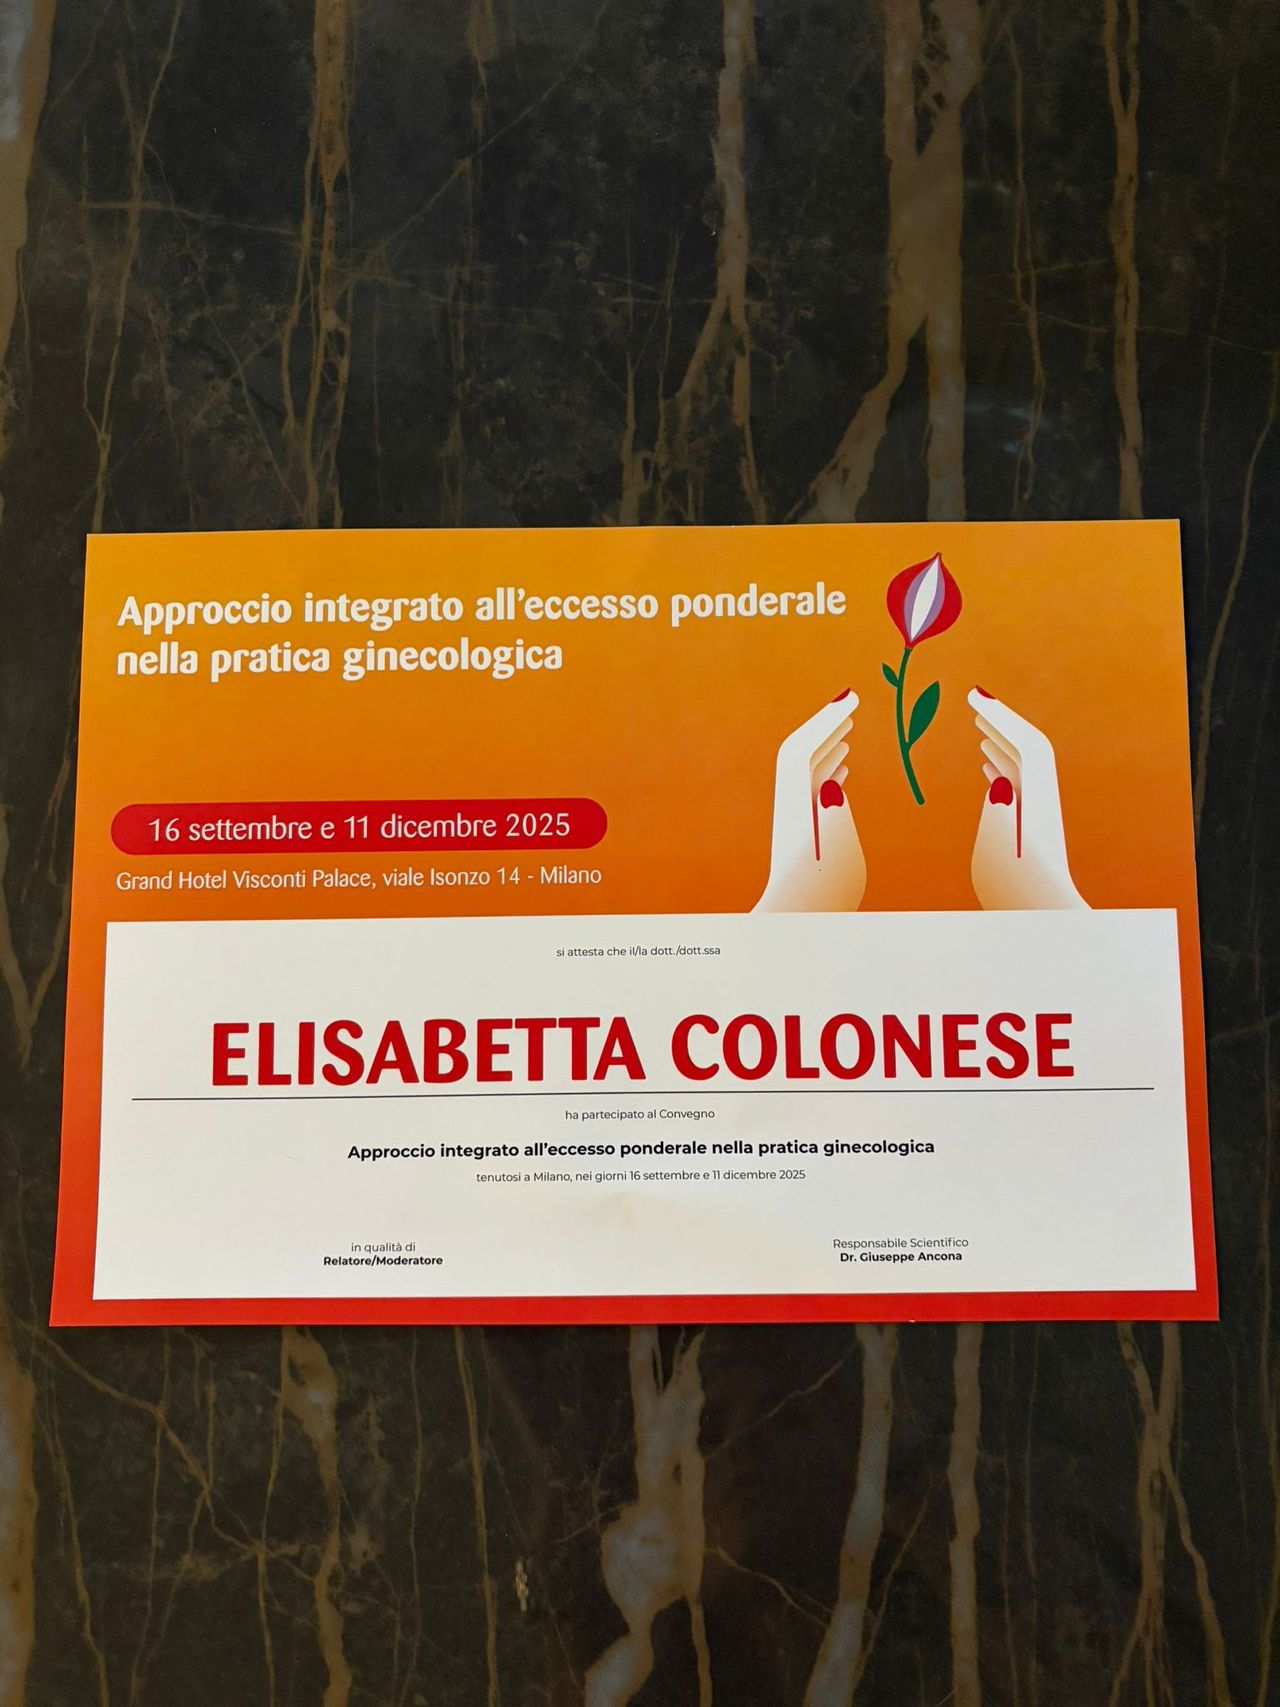 Approccio integrato all'eccesso ponderale
nella pratica ginecologica
16 settembre e 11 dicembre 2025
Grand Hotel Visconti Palace, viale Isonzo 14 - Milano
si attesta che il/la dott./dott.ssa
ELISABETTA COLONESE
ha partecipato al Convegno
Approccio integrato all'eccesso ponderale nella pratica ginecologica
tenutosi a Milano, nei giorni 16 settembre e 11 dicembre 2025
in qualità di
Relatore/Moderatore
Responsabile Scientifico
Dr. Giuseppe Ancona